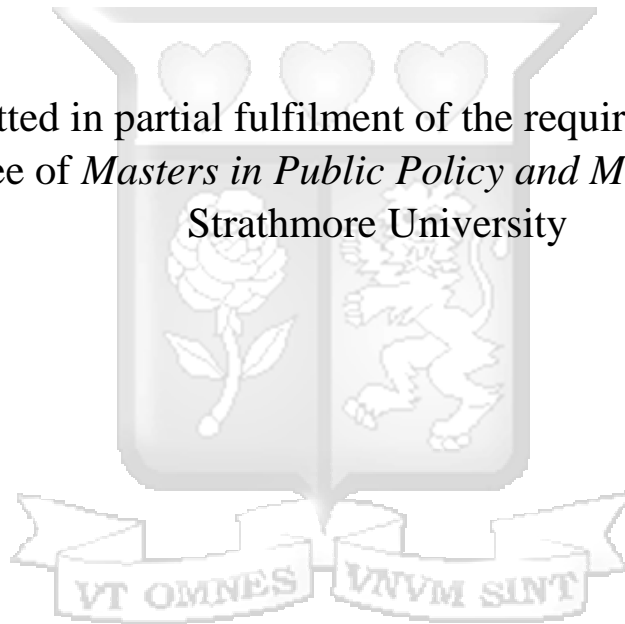 tted in partial fulfilment of the requir
ee of Masters in Public Policy and M
Strathmore University
VT OMNES VNVM SINT